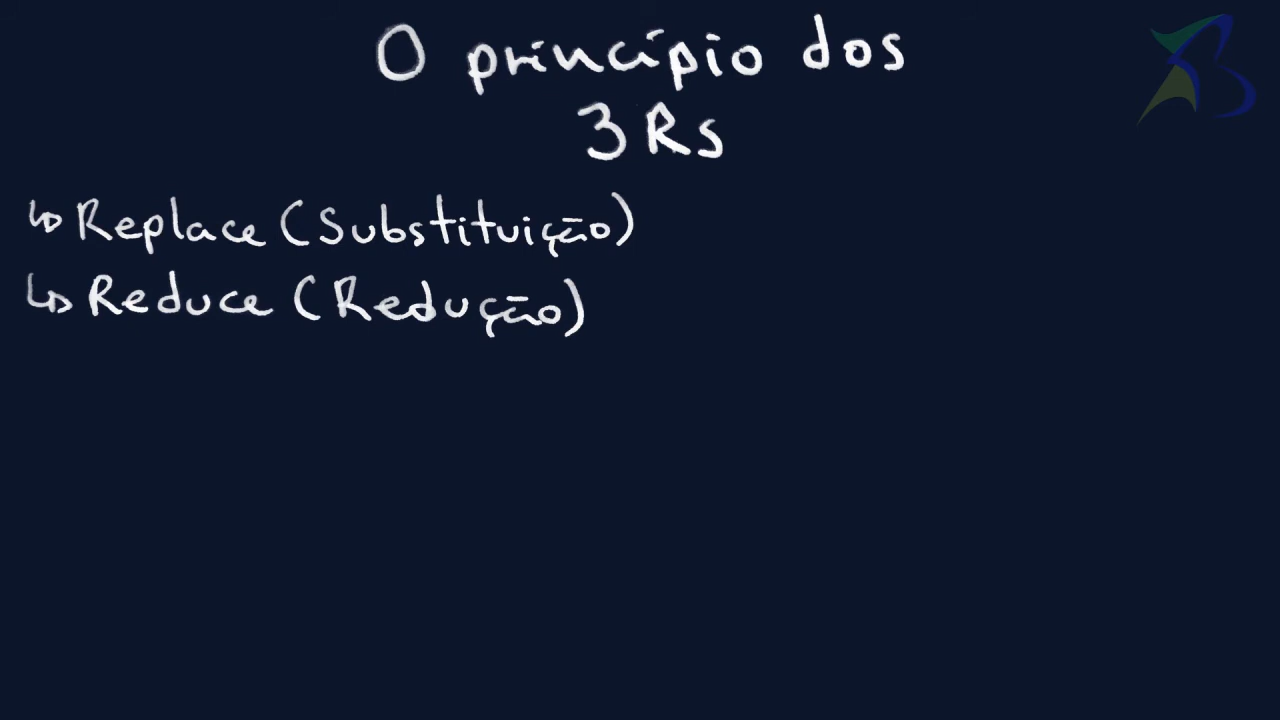 O princípio dos
3Rs
↳ Replace (Substituição)
↳ Reduce (Redução)